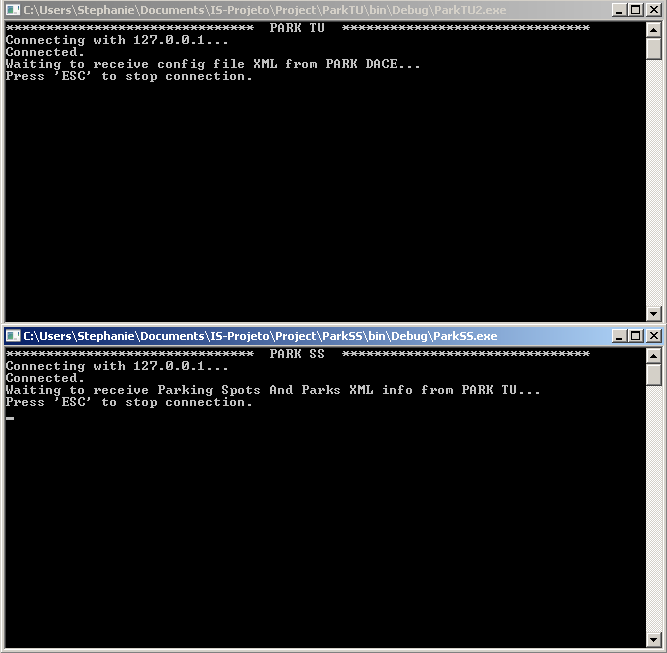 C:\Users\Stephanie\Documents\IS-Projeto\Project\ParkTU\bin\Debug\ParkTU2.exe
******************************* PARK TU *******************************
Connecting with 127.0.0.1...
Connected.
Waiting to receive config file XML from PARK DACE...
Press 'ESC' to stop connection.
C:\Users\Stephanie\Documents\IS-Projeto\Project\ParkSS\bin\Debug\ParkSS.exe
******************************* PARK SS *******************************
Connecting with 127.0.0.1...
Connected.
Waiting to receive Parking Spots And Parks XML info from PARK TU...
Press 'ESC' to stop connection.